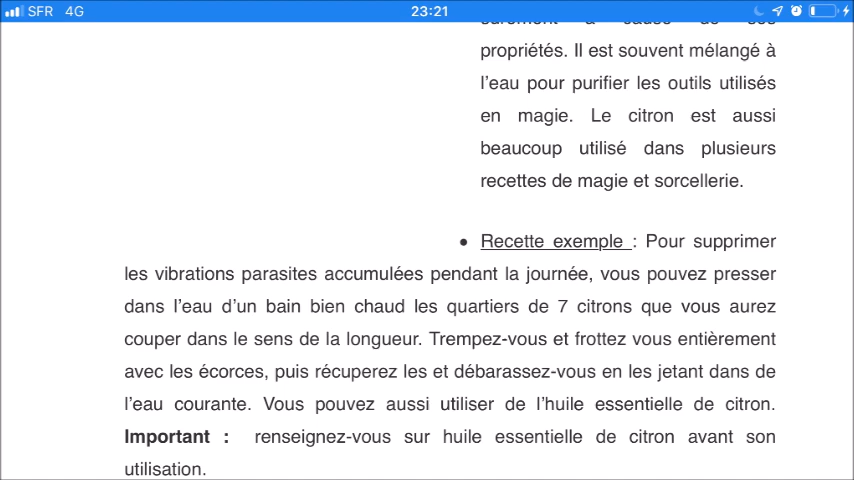 SFR 4G 23:21
propriétés. Il est souvent mélangé à
l'eau pour purifier les outils utilisés
en magie. Le citron est aussi
beaucoup utilisé dans plusieurs
recettes de magie et sorcellerie.
• Recette exemple : Pour supprimer
les vibrations parasites accumulées pendant la journée, vous pouvez presser
dans l'eau d'un bain bien chaud les quartiers de 7 citrons que vous aurez
couper dans le sens de la longueur. Trempez-vous et frottez vous entièrement
avec les écorces, puis récuperez les et débarassez-vous en les jetant dans de
l'eau courante. Vous pouvez aussi utiliser de l'huile essentielle de citron.
Important : renseignez-vous sur huile essentielle de citron avant son
utilisation.